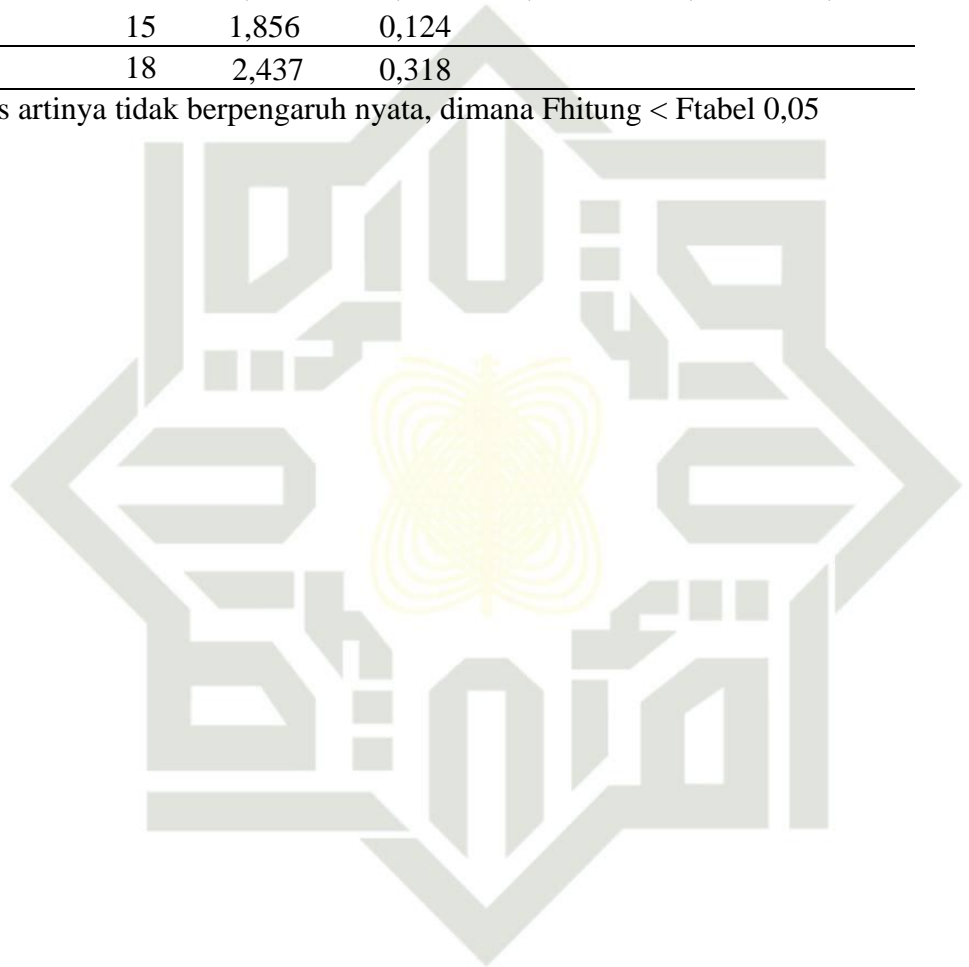 15 1,856 0,124
18 2,437 0,318
s artinya tidak berpengaruh nyata, dimana Fhitung < Ftabel 0,05